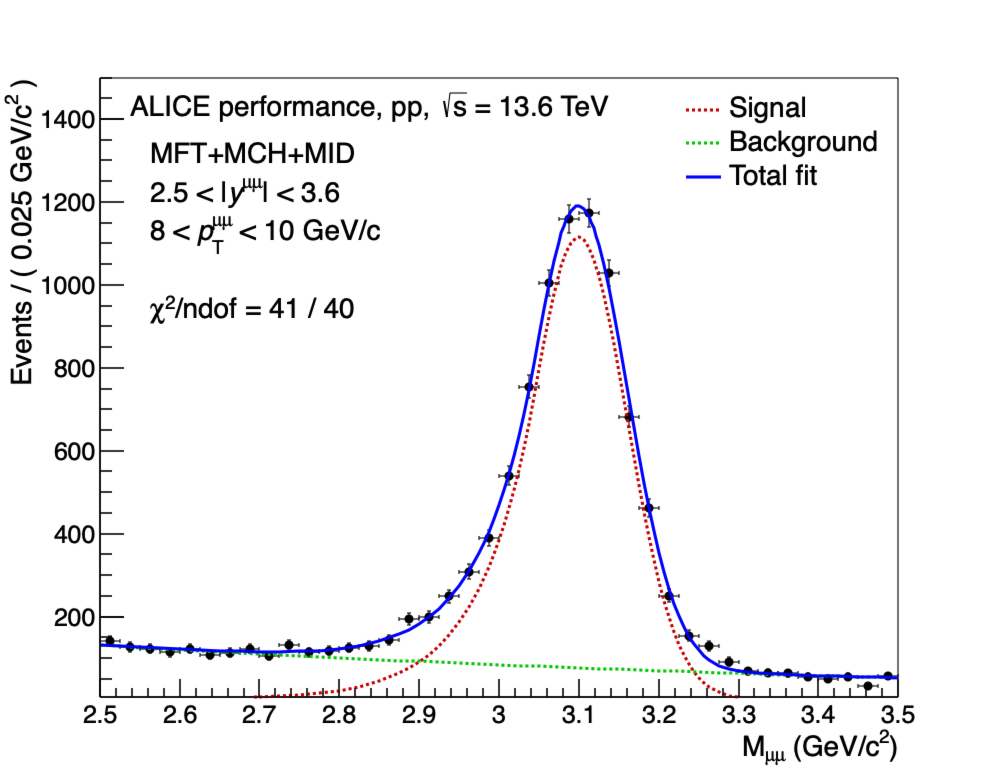 ALICE performance, pp, √s = 13.6 TeV
MFT+MCH+MID
2.5 < |y^μμ| < 3.6
8 < p_T^μμ < 10 GeV/c
χ²/ndof = 41 / 40
Signal
Background
Total fit
Events / ( 0.025 GeV/c² )
1400
1200
1000
800
600
400
200
2.5 2.6 2.7 2.8 2.9 3 3.1 3.2 3.3 3.4 3.5
M_μμ (GeV/c²)